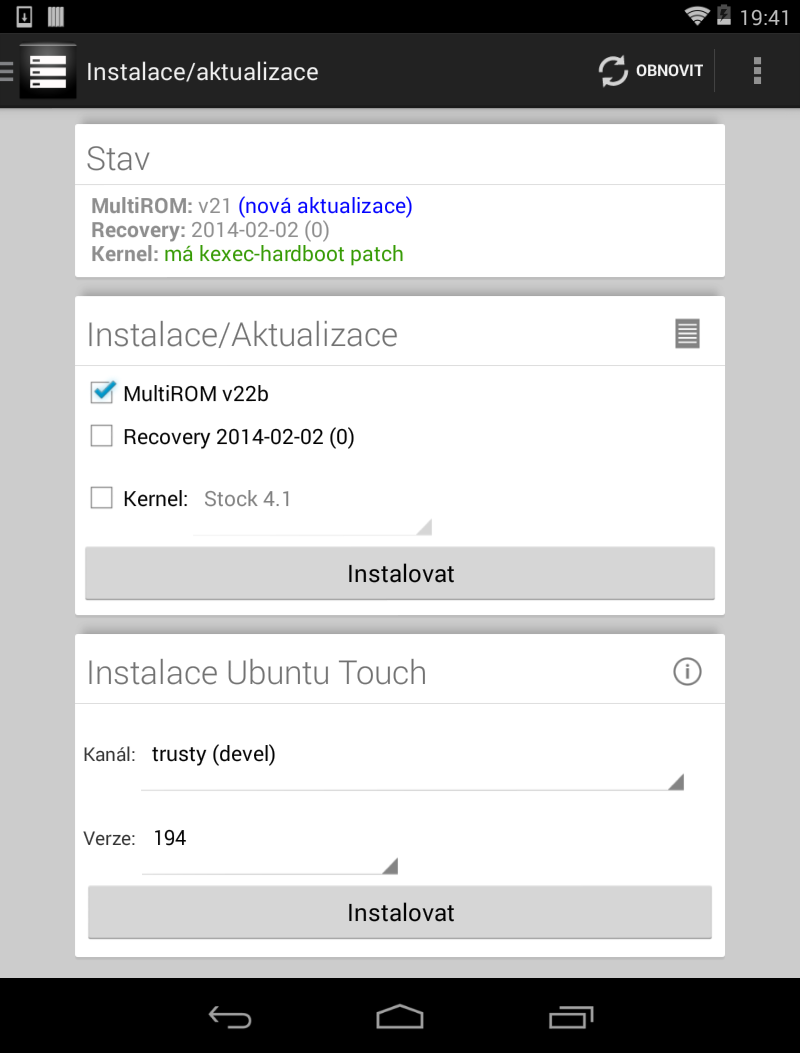 19:41
Instalace/aktualizace
OBNOVIT
Stav
MultiROM: v21 (nová aktualizace)
Recovery: 2014-02-02 (0)
Kernel: má kexec-hardboot patch
Instalace/Aktualizace
MultiROM v22b
Recovery 2014-02-02 (0)
Kernel: Stock 4.1
Instalovat
Instalace Ubuntu Touch
Kanál: trusty (devel)
Verze: 194
Instalovat